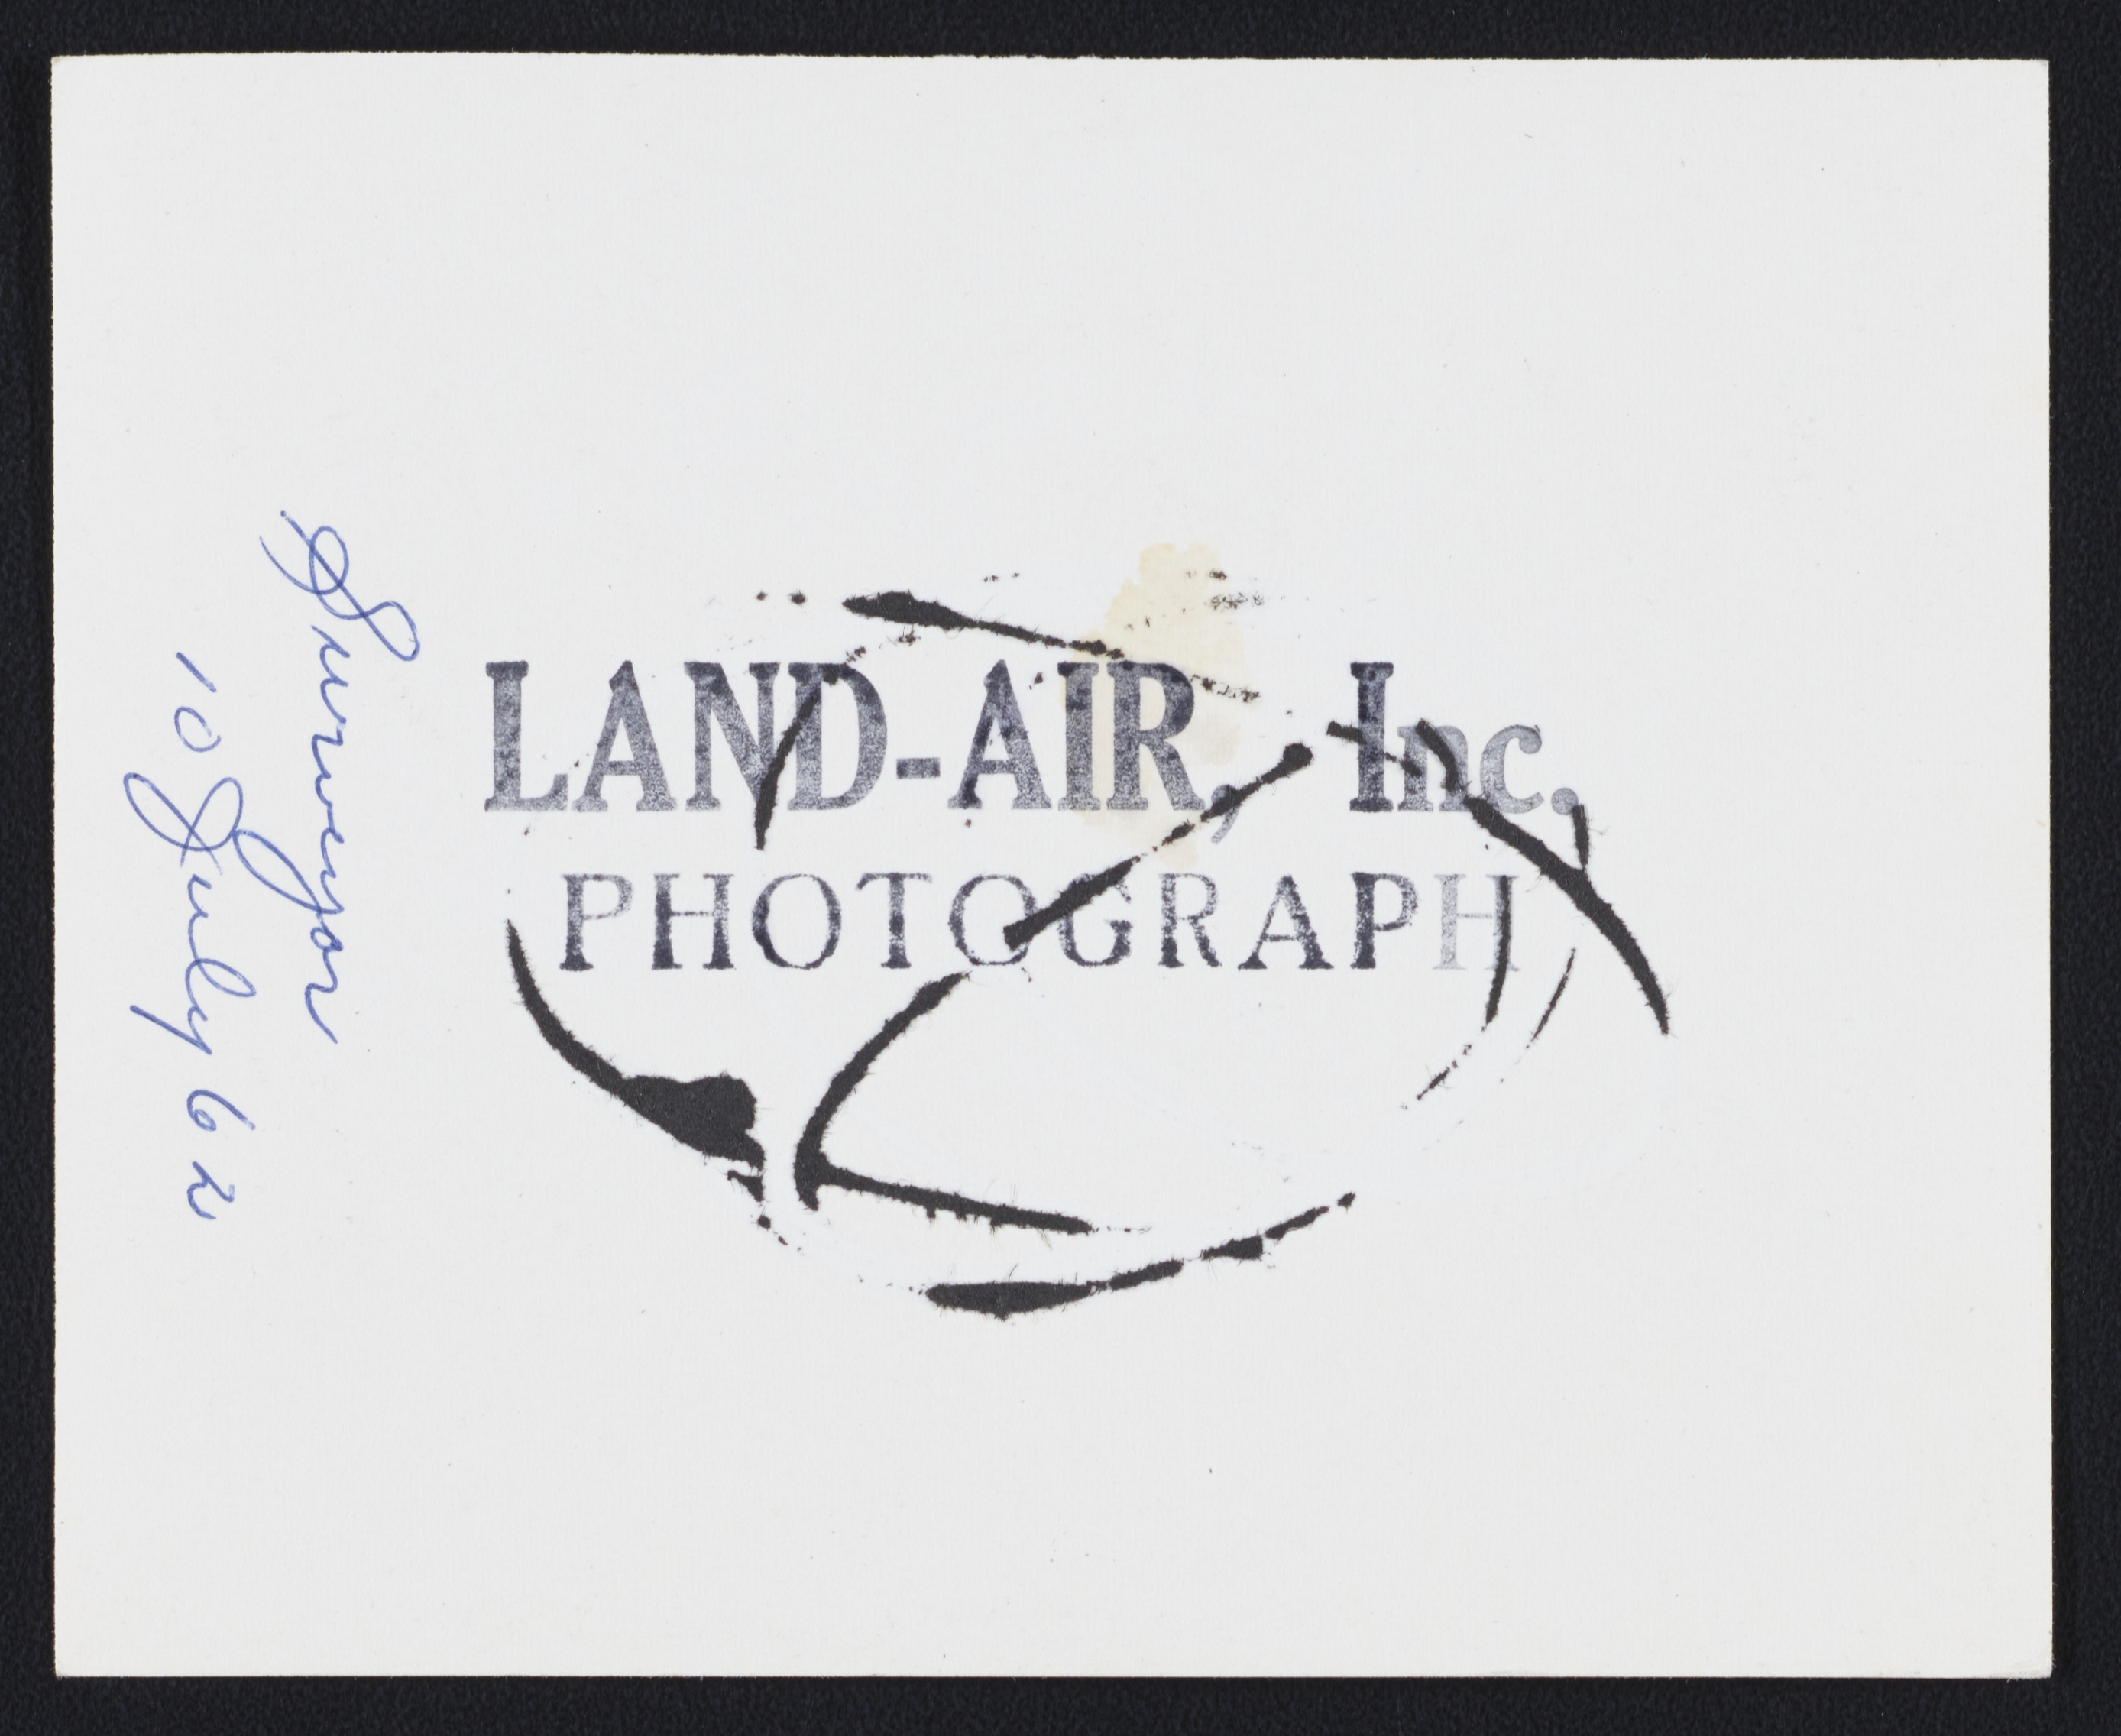 LAND-AIR, Inc.
PHOTOGRAPH
Surveyor
10 July 62